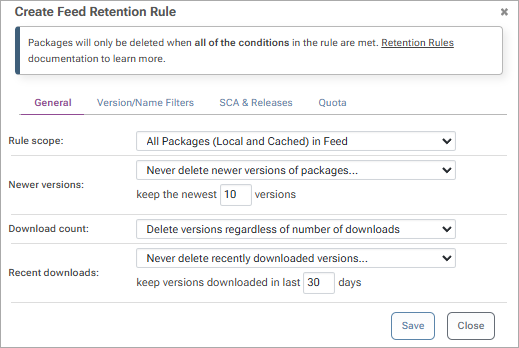 Create Feed Retention Rule
Packages will only be deleted when all of the conditions in the rule are met. Retention Rules
documentation to learn more.
General Version/Name Filters SCA & Releases Quota
Rule scope: All Packages (Local and Cached) in Feed
Never delete newer versions of packages...
Newer versions:
keep the newest 10 versions
Download count: Delete versions regardless of number of downloads
Never delete recently downloaded versions...
Recent downloads:
keep versions downloaded in last 30 days
Save Close